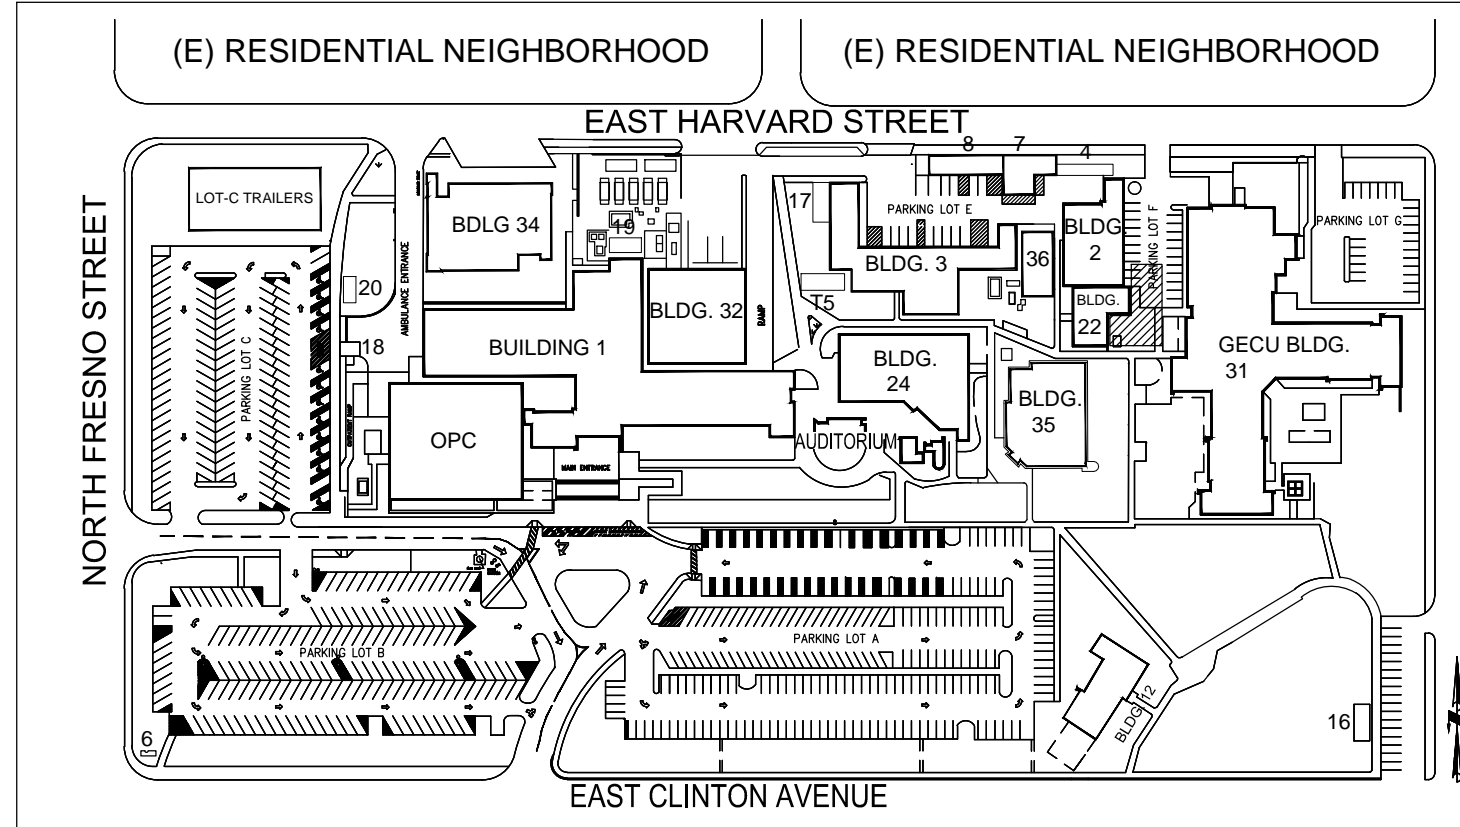 (E) RESIDENTIAL NEIGHBORHOOD
(E) RESIDENTIAL NEIGHBORHOOD
EAST HARVARD STREET
8
7
4
LOT-C TRAILERS
17
PARKING LOT E
PARKING LOT F
PARKING LOT G
BDLG 34
19
BLDG.
2
BLDG. 3
36
NORTH FRESNO STREET
AMBULANCE ENTRANCE
20
BLDG. 32
RAMP
T5
BLDG.
22
18
BUILDING 1
BLDG.
24
GECU BLDG.
31
PARKING LOT C
BLDG.
35
OPC
AUDITORIUM
MAIN ENTRANCE
PARKING LOT A
PARKING LOT B
BLDG 12
16
6
EAST CLINTON AVENUE